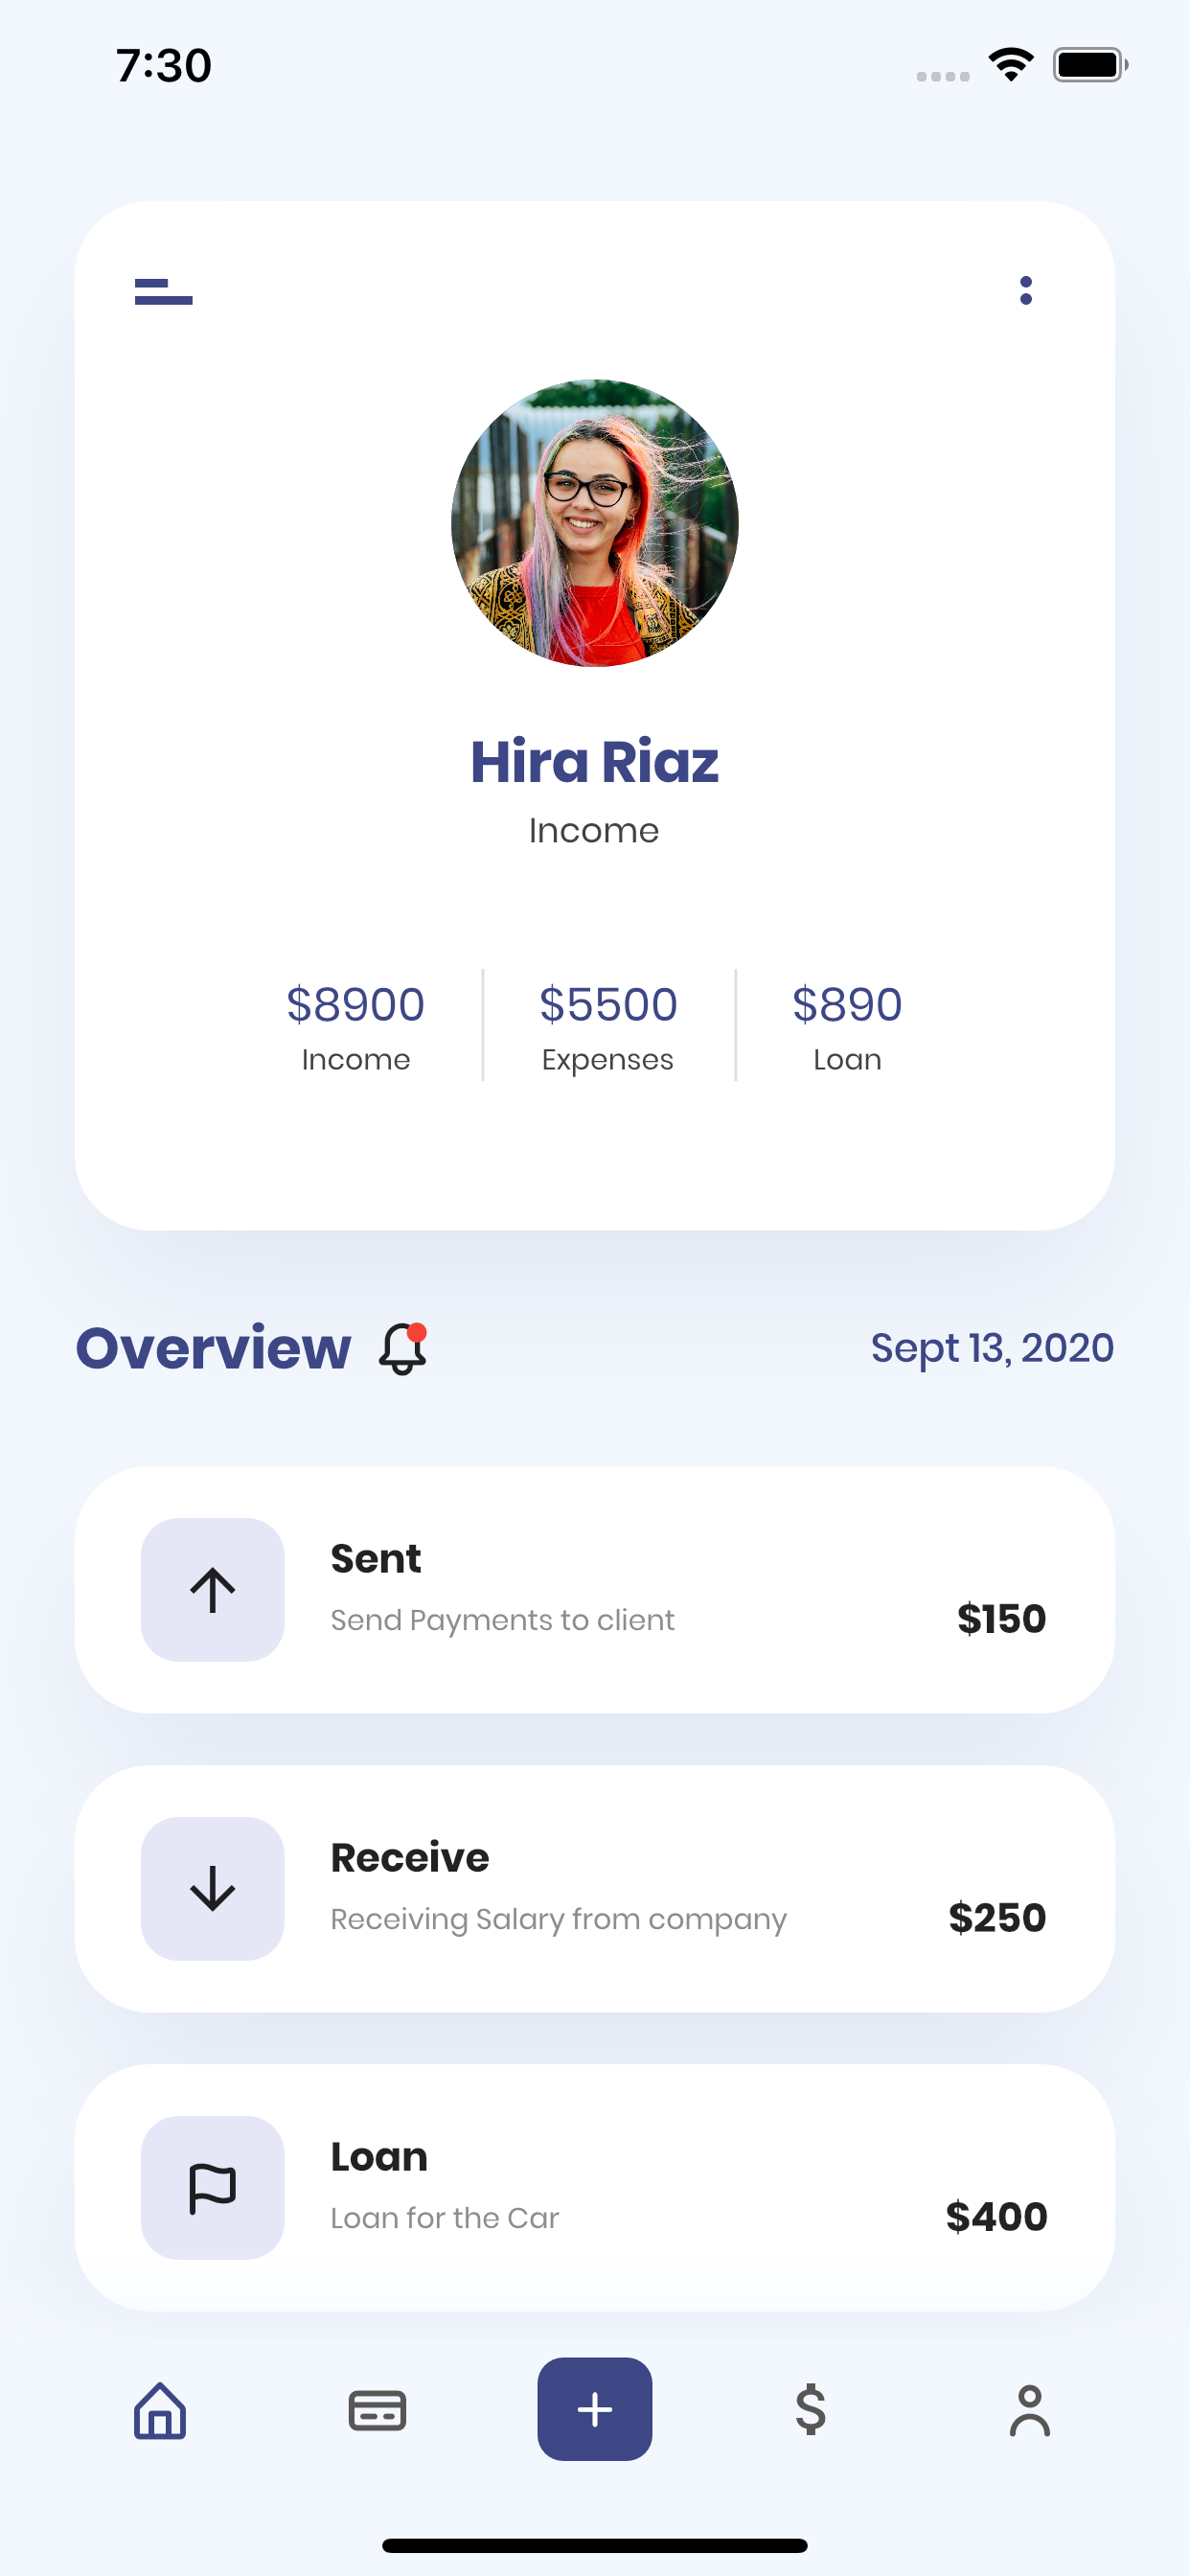 7:30
Hira Riaz
Income
$8900 $5500 $890
Income Expenses Loan
Overview Sept 13, 2020
Sent
Send Payments to client $150
Receive
Receiving Salary from company $250
Loan
Loan for the Car $400